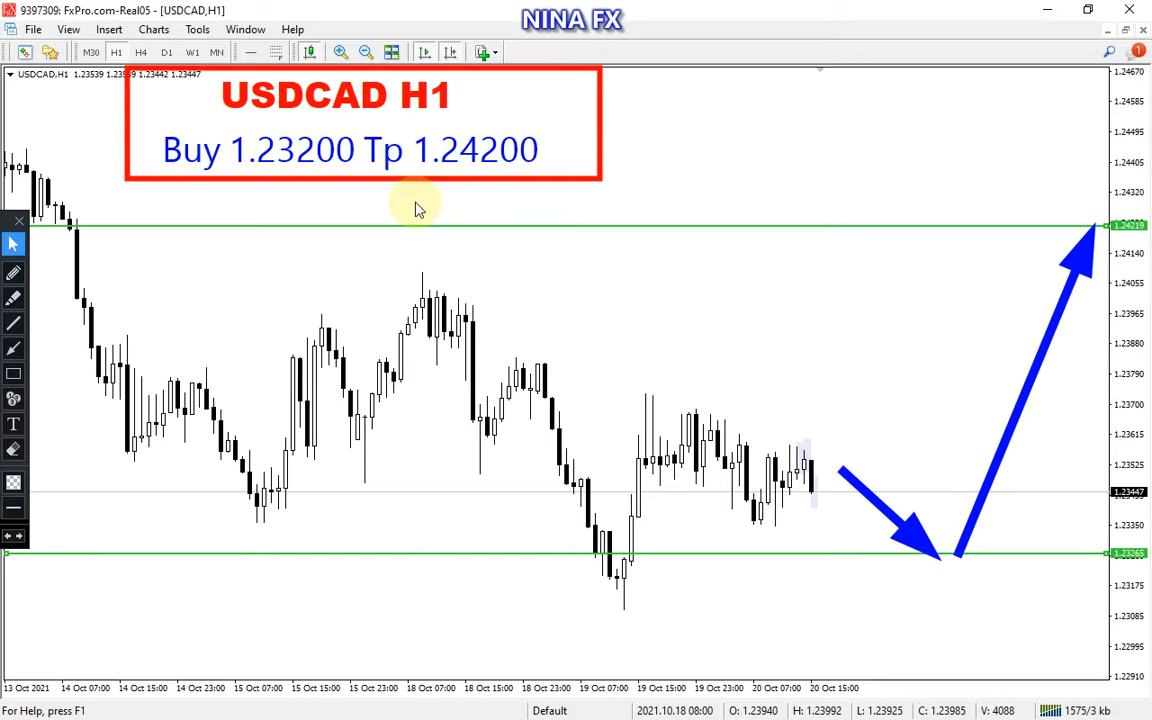 9397309: FxPro.com-Real05 - [USDCAD,H1]
NINA FX
File View Insert Charts Tools Window Help
M30 H1 H4 D1 W1 MN
1
USDCAD,H1 1.23539 1.23442 1.23447
USDCAD H1
Buy 1.23200 Tp 1.24200
1.24670
1.24585
1.24495
1.24405
1.24320
1.24219
1.24140
1.24055
1.23965
1.23880
1.23790
1.23700
1.23615
1.23525
1.23447
1.23350
1.23265
1.23175
1.23085
1.22995
1.22910
T
13 Oct 2021 14 Oct 07:00 14 Oct 15:00 14 Oct 23:00 15 Oct 07:00 15 Oct 15:00 15 Oct 23:00 18 Oct 07:00 18 Oct 15:00 18 Oct 23:00 19 Oct 07:00 19 Oct 15:00 19 Oct 23:00 20 Oct 07:00 20 Oct 15:00
For Help, press F1 Default 2021.10.18 08:00 O: 1.23940 H: 1.23992 L: 1.23925 C: 1.23985 V: 4088 1575/3 kb